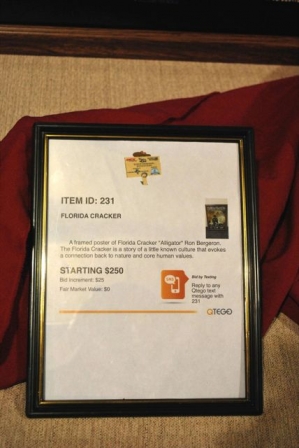 ITEM ID: 231
FLORIDA CRACKER
A framed poster of Florida Cracker "Alligator" Ron Bergeron.
The Florida Cracker is a story of a little known culture that evokes
a connection back to nature and core human values.
STARTING $250
Bid Increment: $25
Fair Market Value: $0
Bid by Texting
Reply to any
Qtego text
message with
231
QTEGO